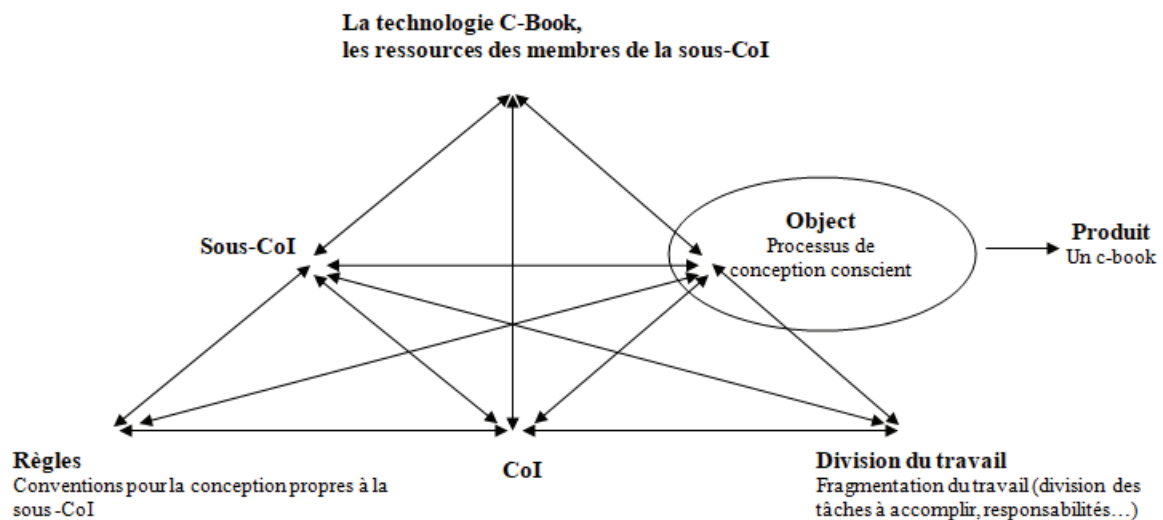 La technologie C-Book,
les ressources des membres de la sous-CoI
Sous-CoI
Object
Processus de
conception conscient
Produit
Un c-book
Règles
Conventions pour la conception propres à la
sous -CoI
CoI
Division du travail
Fragmentation du travail (division des
tâches à accomplir, responsabilités…)